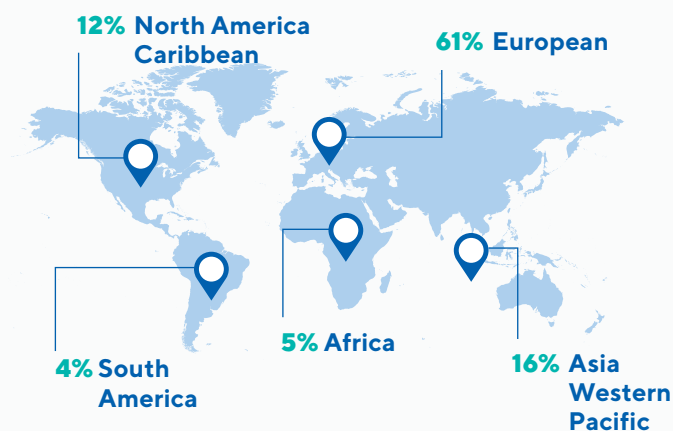 12% North America
Caribbean
61% European
5% Africa
4% South
America
16% Asia
Western
Pacific